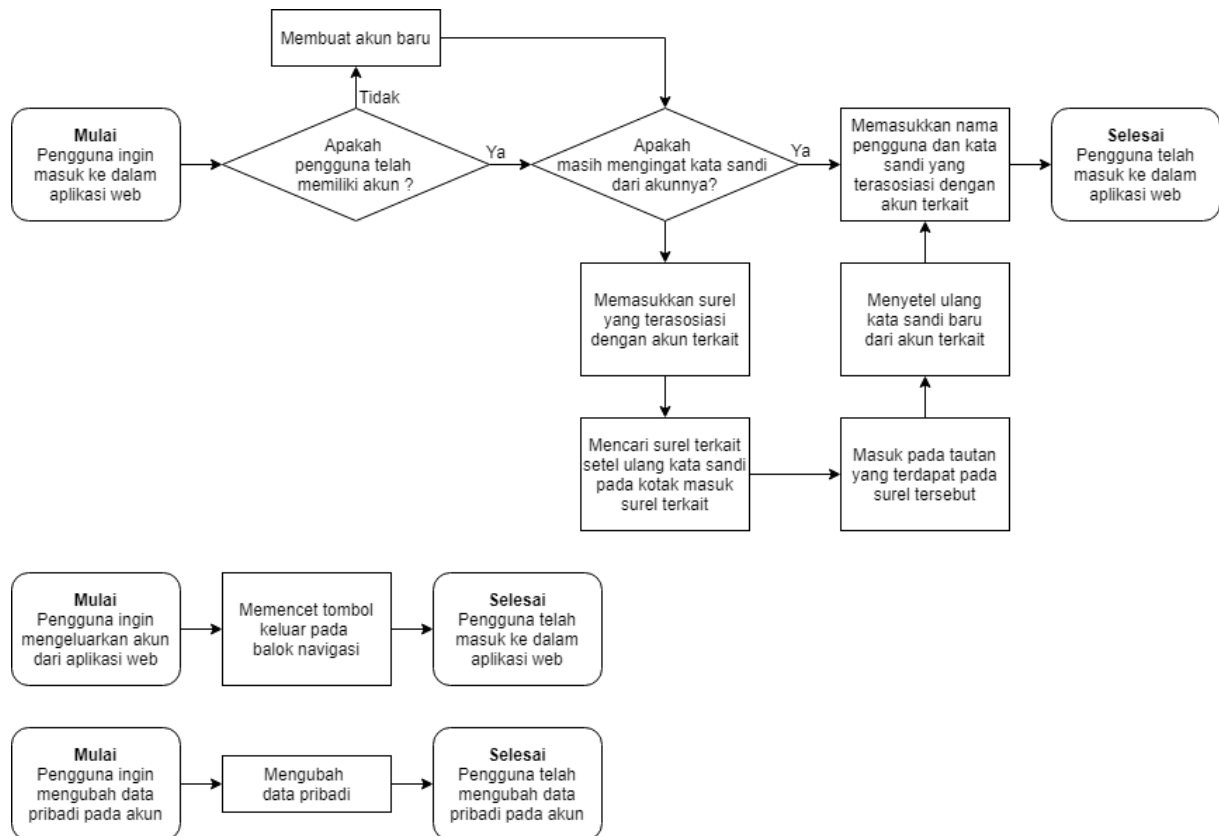 Membuat akun baru
Tidak
Mulai
Pengguna ingin
masuk ke dalam
aplikasi web
Apakah
pengguna telah
memiliki akun ?
Ya
Apakah
masih mengingat kata sandi
dari akunnya?
Ya
Memasukkan nama
pengguna dan kata
sandi yang
terasosiasi dengan
akun terkait
Selesai
Pengguna telah
masuk ke dalam
aplikasi web
Memasukkan surel
yang terasosiasi
dengan akun terkait
Menyetel ulang
kata sandi baru
dari akun terkait
Mencari surel terkait
setel ulang kata sandi
pada kotak masuk
surel terkait
Masuk pada tautan
yang terdapat pada
surel tersebut
Mulai
Pengguna ingin
mengeluarkan akun
dari aplikasi web
Memencet tombol
keluar pada
balok navigasi
Selesai
Pengguna telah
masuk ke dalam
aplikasi web
Mulai
Pengguna ingin
mengubah data
pribadi pada akun
Mengubah
data pribadi
Selesai
Pengguna telah
mengubah data
pribadi pada akun